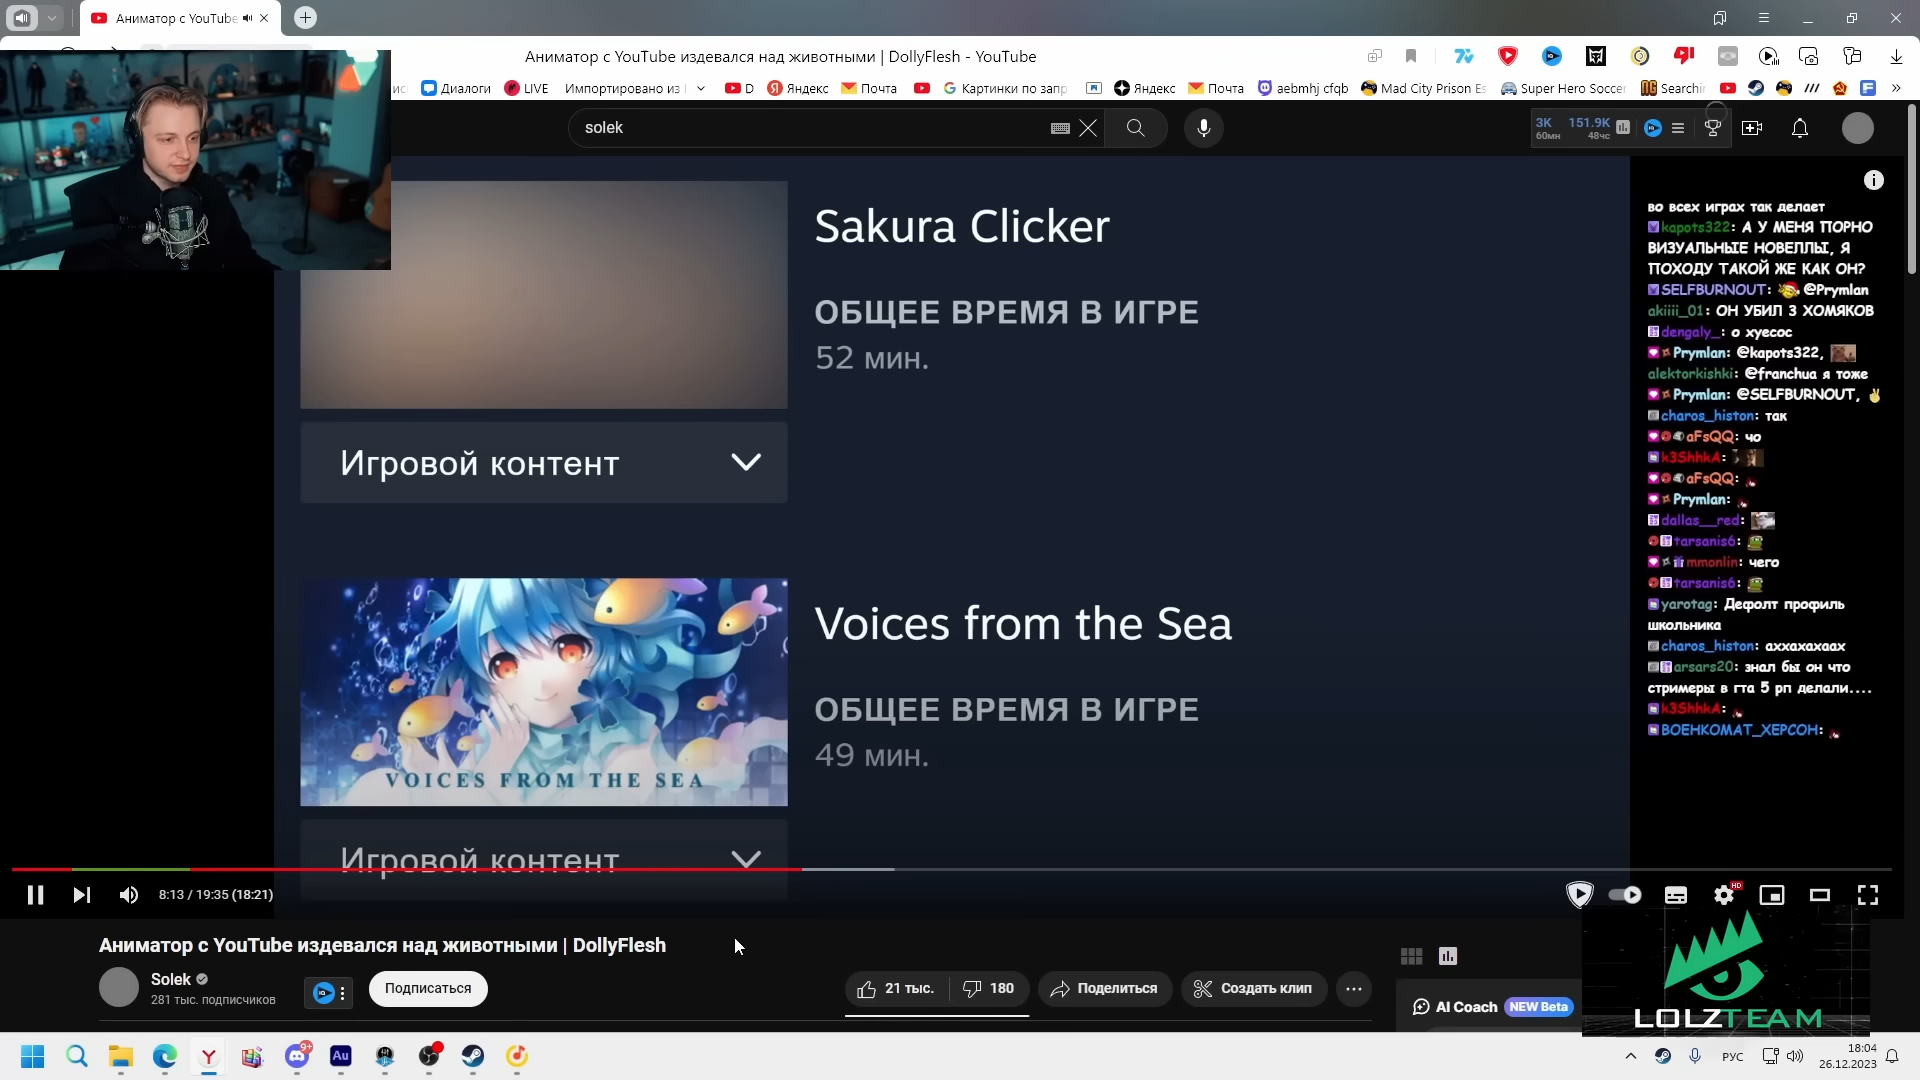 Аниматор с YouTube
Аниматор с YouTube издевался над животными | DollyFlesh - YouTube
Диалоги
LIVE
Импортировано из
D
Яндекс
Почта
Картинки по запр
Яндекс
Почта
aebmhj cfqb
Mad City Prison Es
Super Hero Soccer
Searchi
solek
3K
60мн
151.9K
48чс
Sakura Clicker
ОБЩЕЕ ВРЕМЯ В ИГРЕ
52 мин.
Игровой контент
Voices from the Sea
ОБЩЕЕ ВРЕМЯ В ИГРЕ
49 мин.
VOICES FROM THE SEA
Игровой контент
во всех играх так делает
kapots322: А У МЕНЯ ПОРНО
ВИЗУАЛЬНЫЕ НОВЕЛЛЫ, Я
ПОХОДУ ТАКОЙ ЖЕ КАК ОН?
SELFBURNOUT: @Prymlan
akiiii_01: ОН УБИЛ 3 ХОМЯКОВ
dengaly_: о хуесос
Prymlan: @kapots322,
alektorkishki: @franchua я тоже
Prymlan: @SELFBURNOUT,
charos_histon: так
aFsQQ: чо
k3ShhkA:
aFsQQ:
Prymlan:
dallas__red:
tarsanis6:
mmonlin: чего
tarsanis6:
yarotag: Дефолт профиль
школьника
charos_histon: аххахахаах
arsars20: знал бы он что
стримеры в гта 5 рп делали....
k3ShhkA:
ВОЕНКОМАТ_ХЕРСОН:
8:13 / 19:35 (18:21)
HD
Аниматор с YouTube издевался над животными | DollyFlesh
Solek
281 тыс. подписчиков
Подписаться
21 тыс.
180
Поделиться
Создать клип
AI Coach
NEW Beta
LOLZTEAM
9+
Au
РУС
18:04
26.12.2023